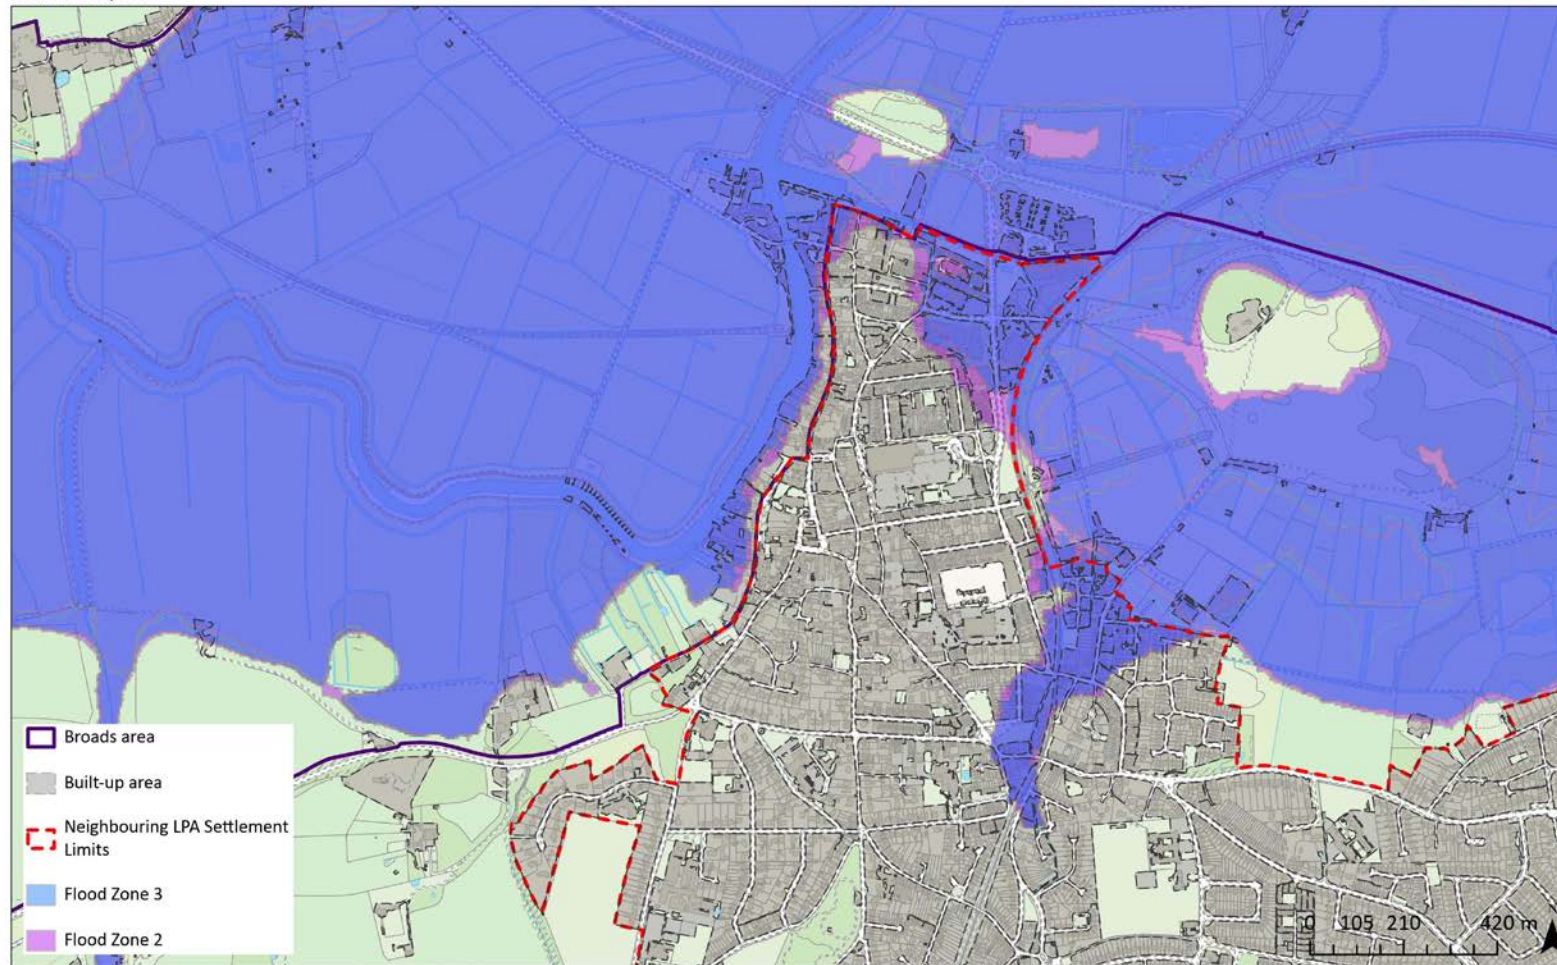 Broads area
Built-up area
Neighbouring LPA Settlement
Limits
Flood Zone 3
Flood Zone 2
0 105 210 420 m